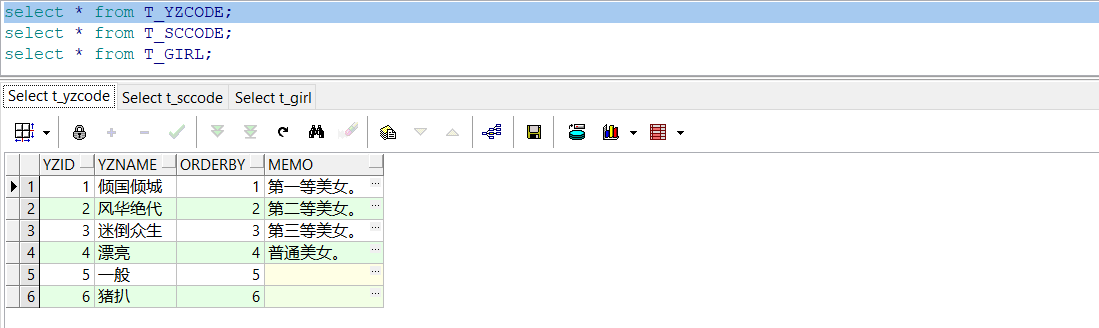 select * from T_YZCODE;
select * from T_SCCODE;
select * from T_GIRL;
Select t_yzcode Select t_sccode Select t_girl
YZID YZNAME ORDERBY MEMO
1 1 倾国倾城 1 第一等美女。 ...
2 2 风华绝代 2 第二等美女。 ...
3 3 迷倒众生 3 第三等美女。 ...
4 4 漂亮 4 普通美女。 ...
5 5 一般 5 ...
6 6 猪扒 6 ...